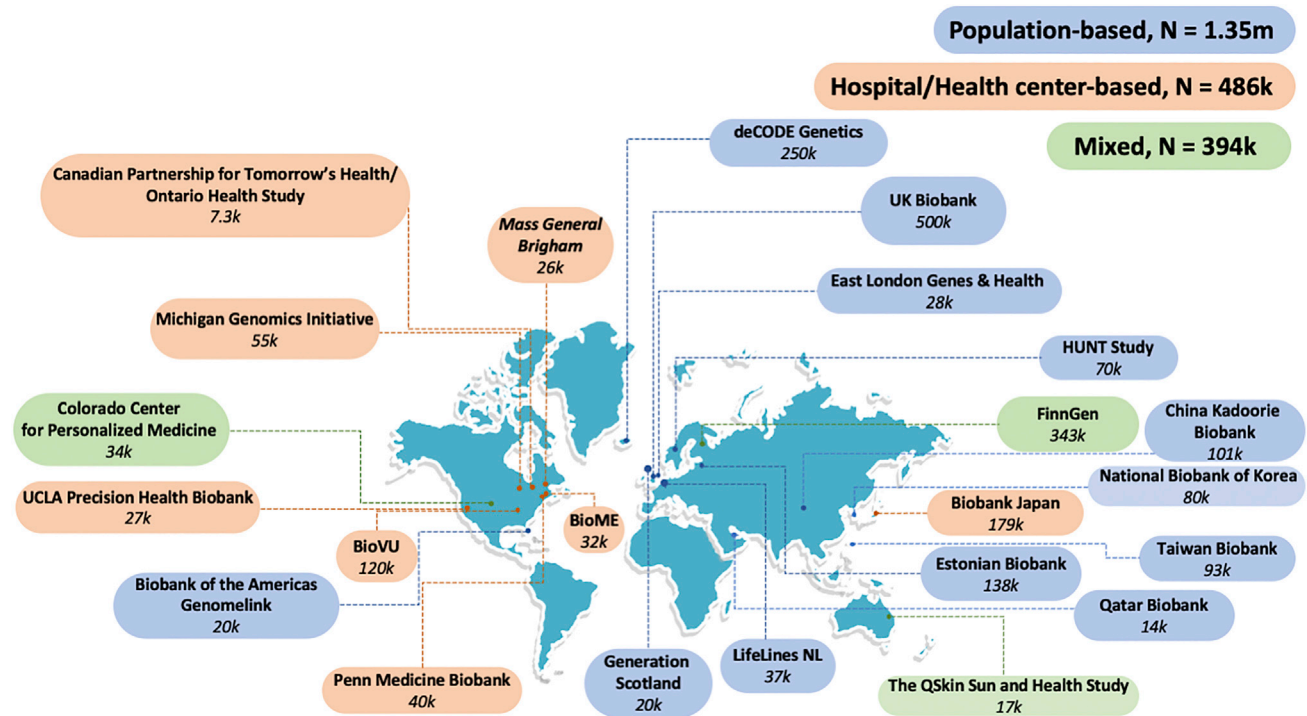 Population-based, N = 1.35m
Hospital/Health center-based, N = 486k
Mixed, N = 394k
deCODE Genetics
250k
Canadian Partnership for Tomorrow's Health/
Ontario Health Study
7.3k
UK Biobank
500k
Mass General
Brigham
26k
East London Genes & Health
28k
Michigan Genomics Initiative
55k
HUNT Study
70k
Colorado Center
for Personalized Medicine
34k
FinnGen
343k
China Kadoorie
Biobank
101k
National Biobank of Korea
80k
UCLA Precision Health Biobank
27k
BioVU
120k
BioME
32k
Biobank Japan
179k
Taiwan Biobank
93k
Estonian Biobank
138k
Biobank of the Americas
Genomelink
20k
Qatar Biobank
14k
Penn Medicine Biobank
40k
Generation
Scotland
20k
LifeLines NL
37k
The QSkin Sun and Health Study
17k